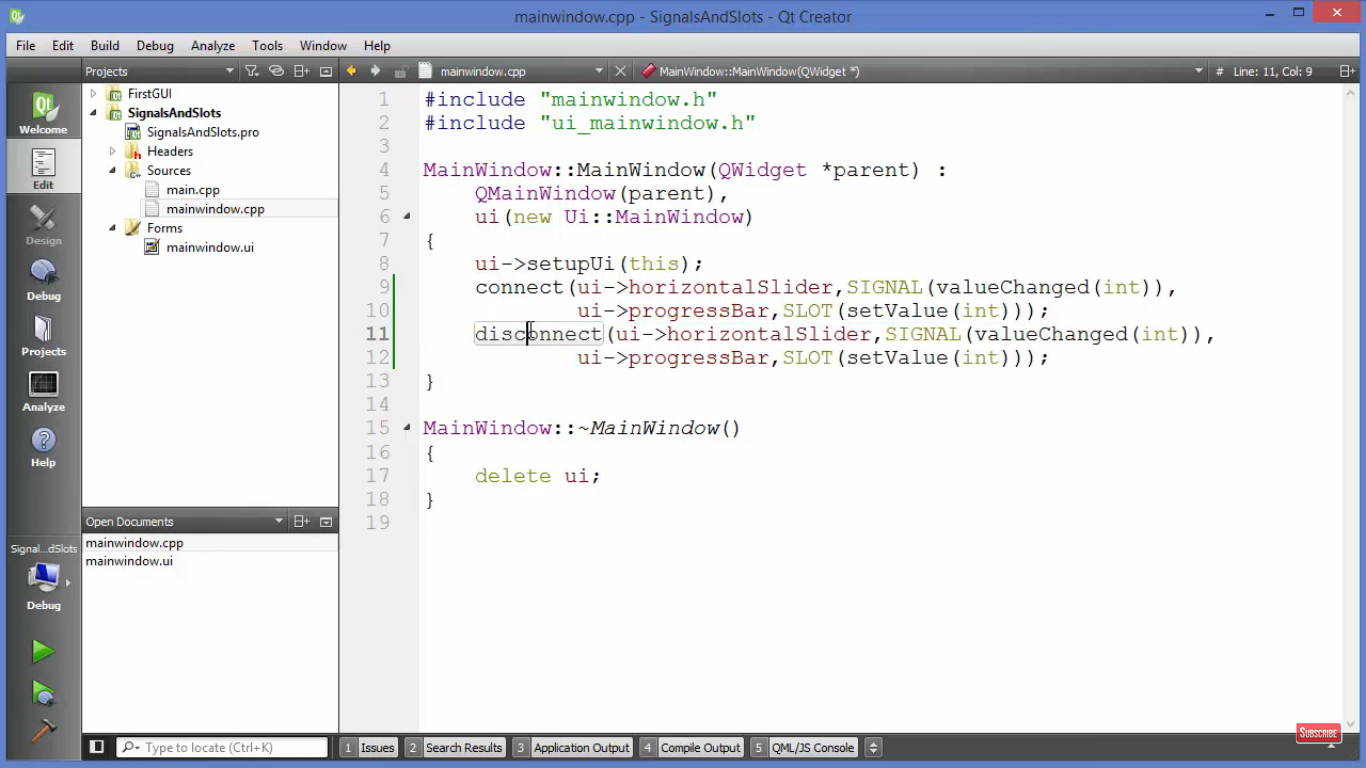 mainwindow.cpp - SignalsAndSlots - Qt Creator
File Edit Build Debug Analyze Tools Window Help
Projects mainwindow.cpp MainWindow::MainWindow(QWidget *) # Line: 11, Col: 9
Welcome
Edit
Design
Debug
Projects
Analyze
Help
Signal...dSlots
Debug
FirstGUI
SignalsAndSlots
SignalsAndSlots.pro
Headers
Sources
main.cpp
mainwindow.cpp
Forms
mainwindow.ui
Open Documents
mainwindow.cpp
mainwindow.ui
1 #include "mainwindow.h"
2 #include "ui_mainwindow.h"
3
4 MainWindow::MainWindow(QWidget *parent) :
5 QMainWindow(parent),
6 ui(new Ui::MainWindow)
7 {
8 ui->setupUi(this);
9 connect(ui->horizontalSlider,SIGNAL(valueChanged(int)),
10 ui->progressBar,SLOT(setValue(int)));
11 disconnect(ui->horizontalSlider,SIGNAL(valueChanged(int)),
12 ui->progressBar,SLOT(setValue(int)));
13 }
14
15 MainWindow::~MainWindow()
16 {
17 delete ui;
18 }
19
SUBSCRIBE
Type to locate (Ctrl+K) 1 Issues 2 Search Results 3 Application Output 4 Compile Output 5 QML/JS Console